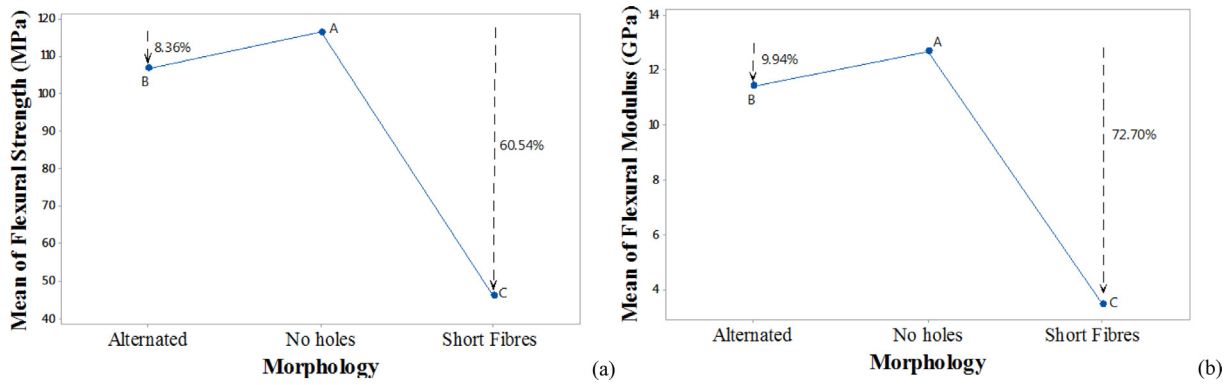 Mean of Flexural Strength (MPa)
120
110
100
90
80
70
60
50
40
8.36%
B
A
60.54%
C
Alternated No holes Short Fibres
Morphology
(a)
Mean of Flexural Modulus (GPa)
14
12
10
8
6
4
9.94%
B
A
72.70%
C
Alternated No holes Short Fibres
Morphology
(b)